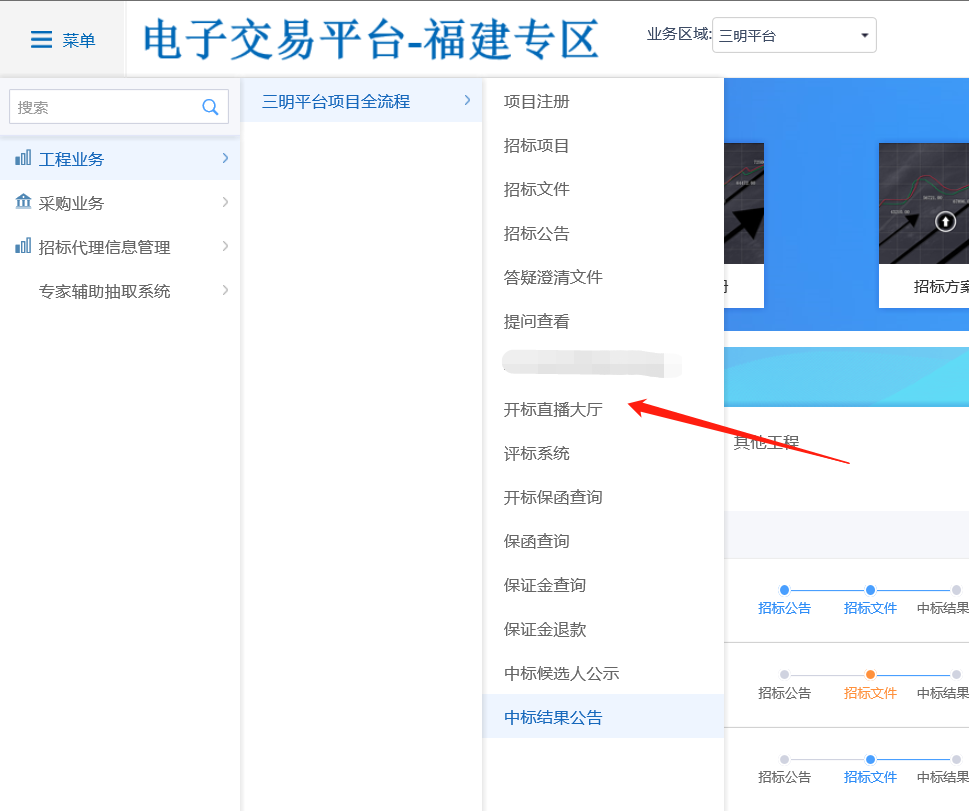 菜单
电子交易平台-福建专区
业务区域:
三明平台
搜索
工程业务
采购业务
招标代理信息管理
专家辅助抽取系统
三明平台项目全流程
项目注册
招标项目
招标文件
招标公告
答疑澄清文件
提问查看
开标直播大厅
评标系统
开标保函查询
保函查询
保证金查询
保证金退款
中标候选人公示
中标结果公告
招标方案
其他工程
招标公告 招标文件 中标结果
招标公告 招标文件 中标结果
招标公告 招标文件 中标结果